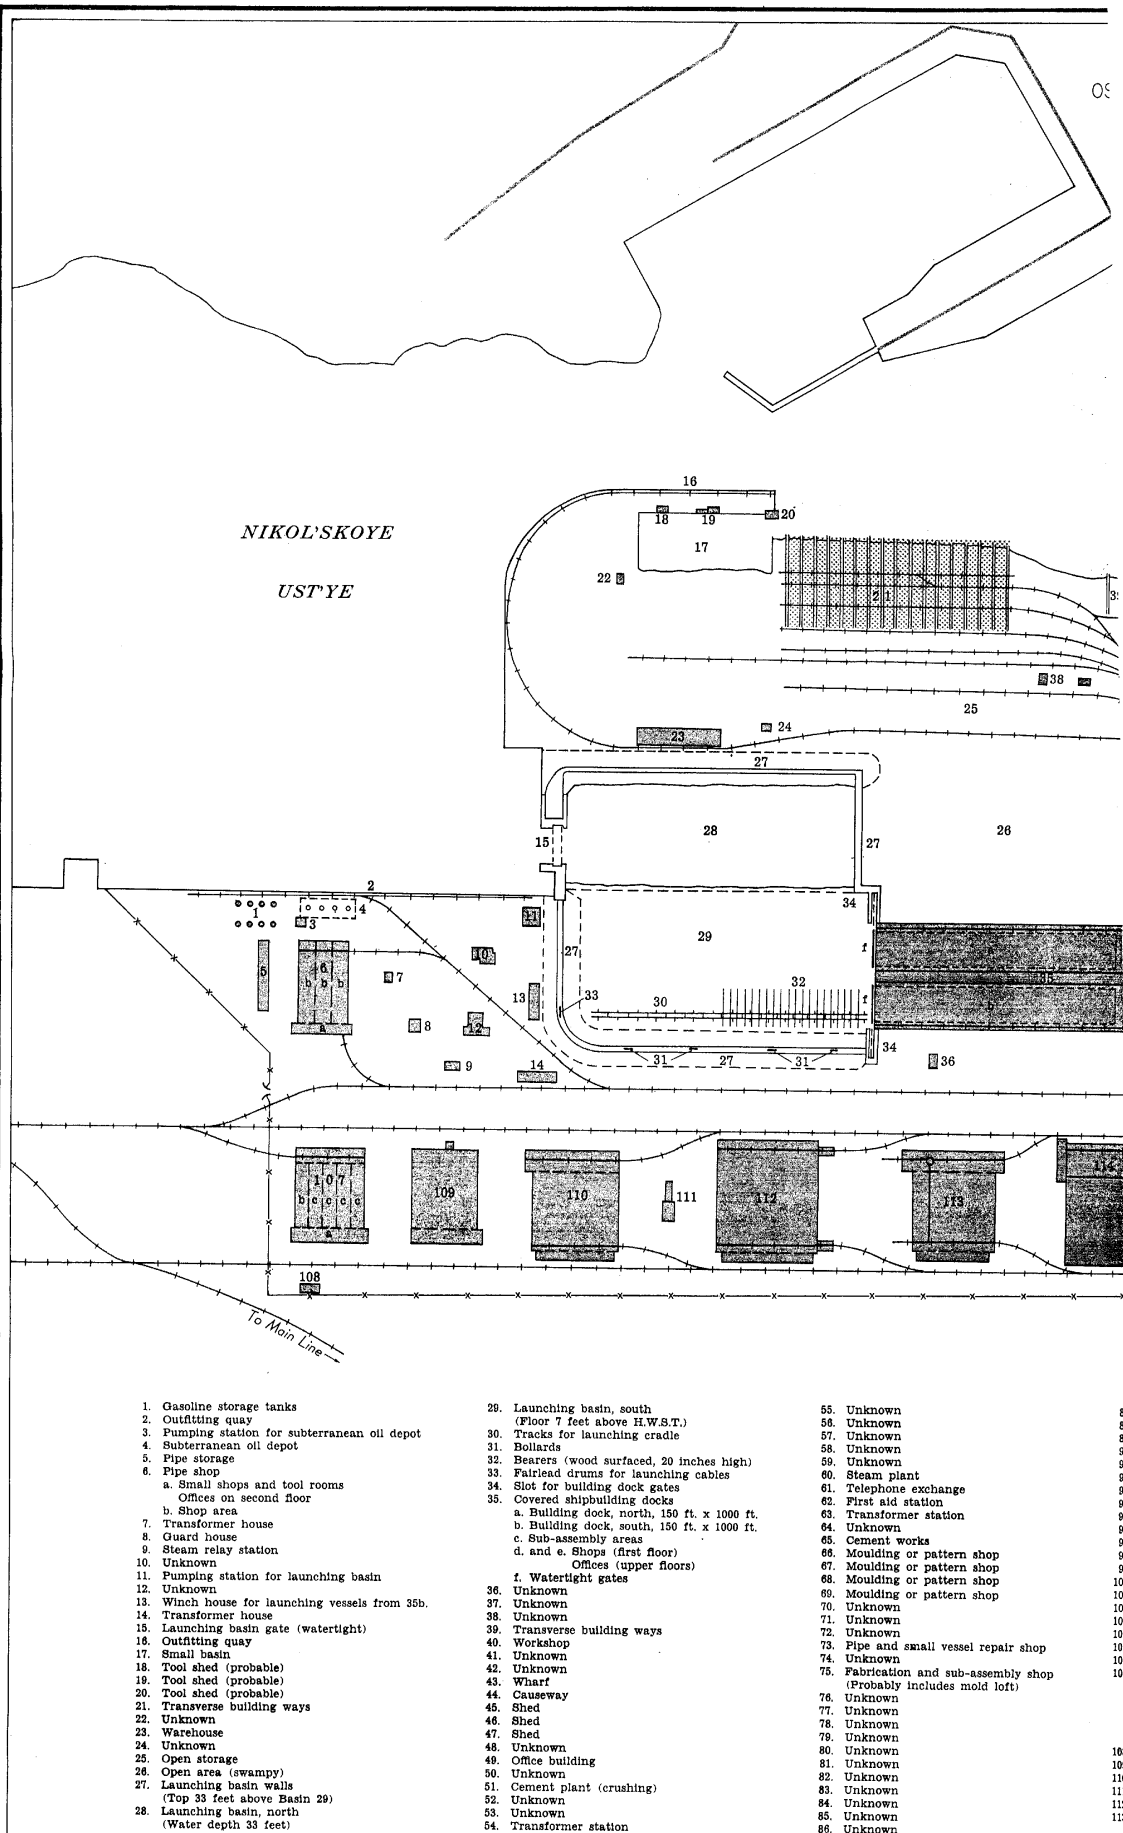 OS
16
18
19
20
NIKOL'SKOYE
UST'YE
17
22
21
38
25
24
23
27
28
26
15
27
2
1
3
4
34
11
29
f
a
10
27
6
b b b
7
5
35
13
33
30
32
f
b
a
8
12
31
27
31
34
36
9
14
107
b c c c c
a
109
110
111
112
113
114
108
To Main Line
1. Gasoline storage tanks
2. Outfitting quay
3. Pumping station for subterranean oil depot
4. Subterranean oil depot
5. Pipe storage
6. Pipe shop
a. Small shops and tool rooms
Offices on second floor
b. Shop area
7. Transformer house
8. Guard house
9. Steam relay station
10. Unknown
11. Pumping station for launching basin
12. Unknown
13. Winch house for launching vessels from 35b.
14. Transformer house
15. Launching basin gate (watertight)
16. Outfitting quay
17. Small basin
18. Tool shed (probable)
19. Tool shed (probable)
20. Tool shed (probable)
21. Transverse building ways
22. Unknown
23. Warehouse
24. Unknown
25. Open storage
26. Open area (swampy)
27. Launching basin walls
(Top 33 feet above Basin 29)
28. Launching basin, north
(Water depth 33 feet)
29. Launching basin, south
(Floor 7 feet above H.W.S.T.)
30. Tracks for launching cradle
31. Bollards
32. Bearers (wood surfaced, 20 inches high)
33. Fairlead drums for launching cables
34. Slot for building dock gates
35. Covered shipbuilding docks
a. Building dock, north, 150 ft. x 1000 ft.
b. Building dock, south, 150 ft. x 1000 ft.
c. Sub-assembly areas
d. and e. Shops (first floor)
Offices (upper floors)
f. Watertight gates
36. Unknown
37. Unknown
38. Unknown
39. Transverse building ways
40. Workshop
41. Unknown
42. Unknown
43. Wharf
44. Causeway
45. Shed
46. Shed
47. Shed
48. Unknown
49. Office building
50. Unknown
51. Cement plant (crushing)
52. Unknown
53. Unknown
54. Transformer station
55. Unknown
56. Unknown
57. Unknown
58. Unknown
59. Unknown
60. Steam plant
61. Telephone exchange
62. First aid station
63. Transformer station
64. Unknown
65. Cement works
66. Moulding or pattern shop
67. Moulding or pattern shop
68. Moulding or pattern shop
69. Moulding or pattern shop
70. Unknown
71. Unknown
72. Unknown
73. Pipe and small vessel repair shop
74. Unknown
75. Fabrication and sub-assembly shop
(Probably includes mold loft)
76. Unknown
77. Unknown
78. Unknown
79. Unknown
80. Unknown
81. Unknown
82. Unknown
83. Unknown
84. Unknown
85. Unknown
86. Unknown